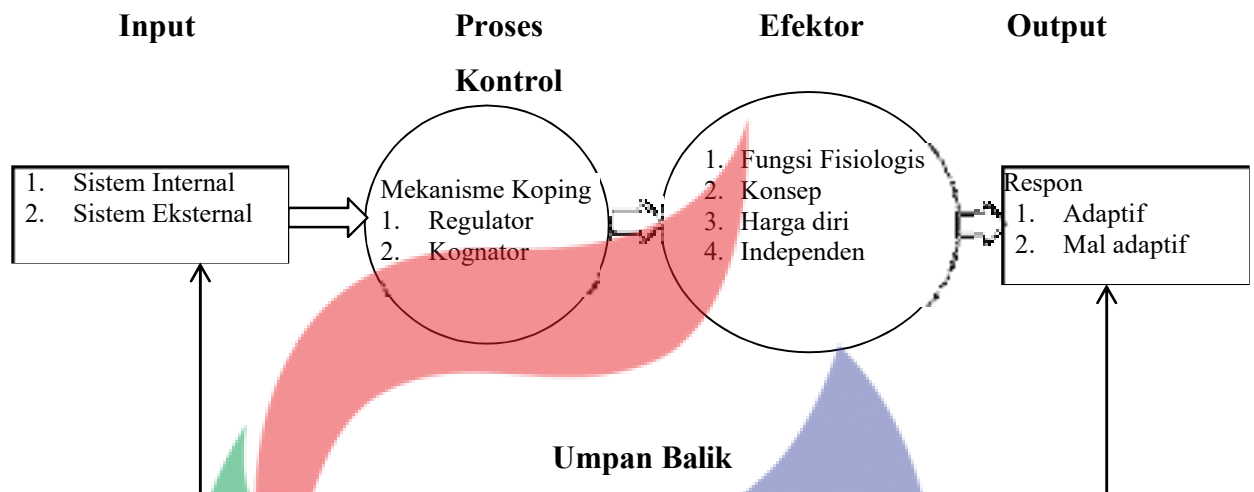 Input Proses Efektor Output
Kontrol
1. Sistem Internal
2. Sistem Eksternal
Mekanisme Koping
1. Regulator
2. Kognator
1. Fungsi Fisiologis
2. Konsep
3. Harga diri
4. Independen
Respon
1. Adaptif
2. Mal adaptif
Umpan Balik